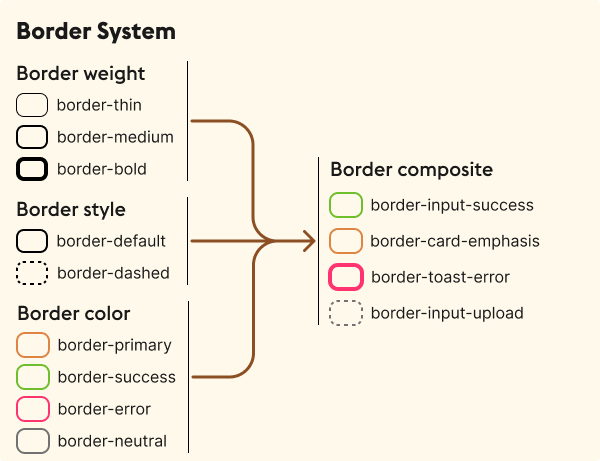 Border System
Border weight
border-thin
border-medium
border-bold
Border style
border-default
border-dashed
Border color
border-primary
border-success
border-error
border-neutral
Border composite
border-input-success
border-card-emphasis
border-toast-error
border-input-upload